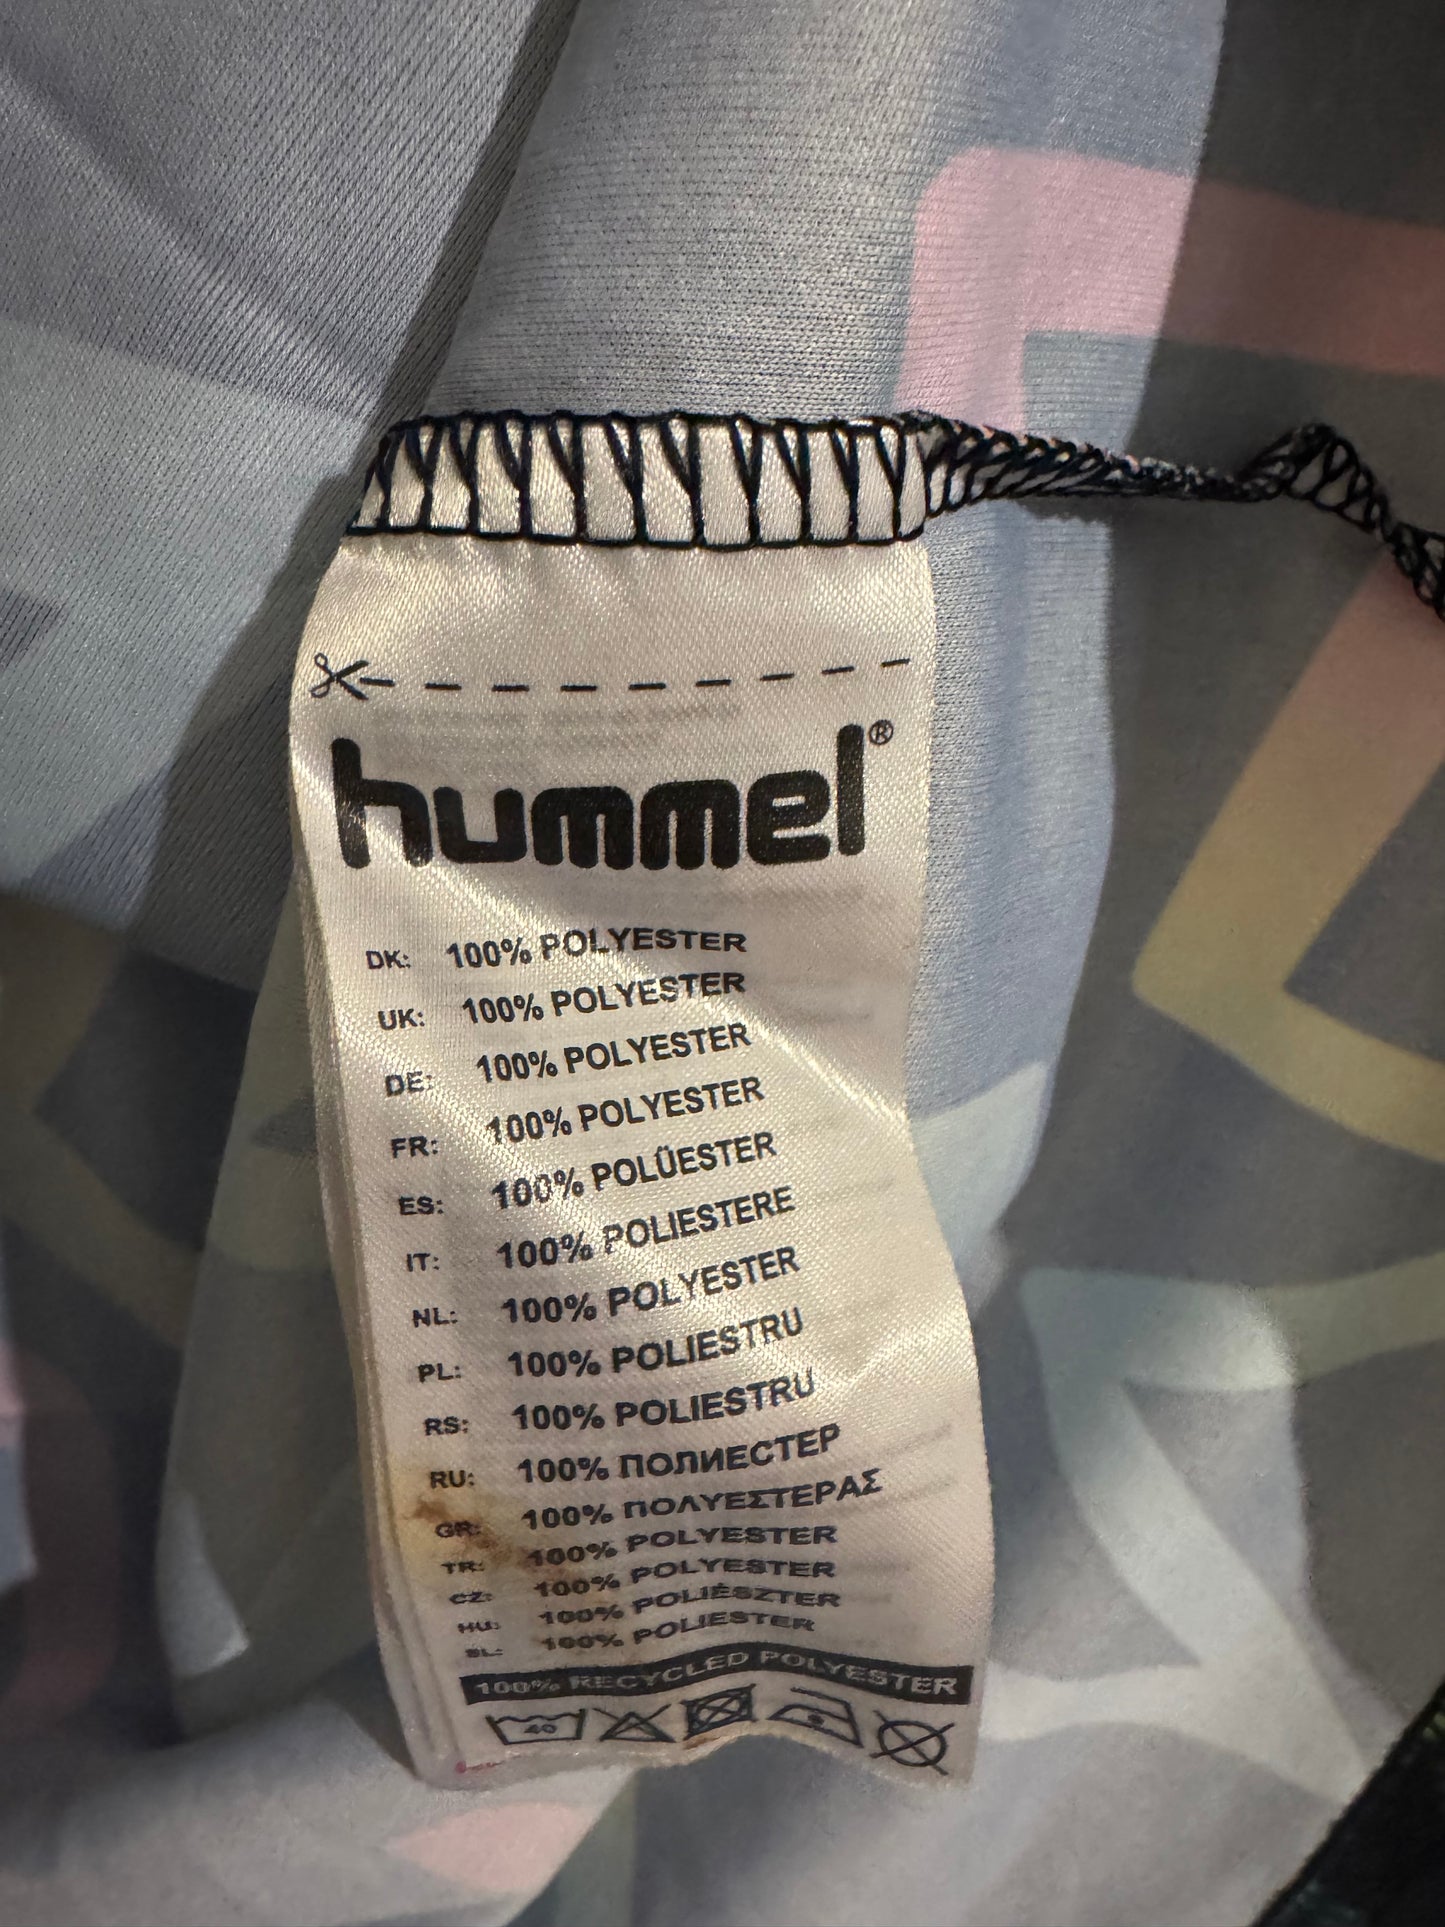 hummel®
DK: 100% POLYESTER
UK: 100% POLYESTER
DE: 100% POLYESTER
FR: 100% POLYESTER
ES: 100% POLÜESTER
IT: 100% POLIESTERE
NL: 100% POLYESTER
PL: 100% POLIESTRU
RS: 100% POLIESTRU
RU: 100% ПОЛИЕСТЕР
GR: 100% ΠΟΛΥΕΣΤΕΡΑΣ
TR: 100% POLYESTER
CZ: 100% POLYESTER
HU: 100% POLIÉSZTER
SL: 100% POLIESTER
100% RECYCLED POLYESTER
40